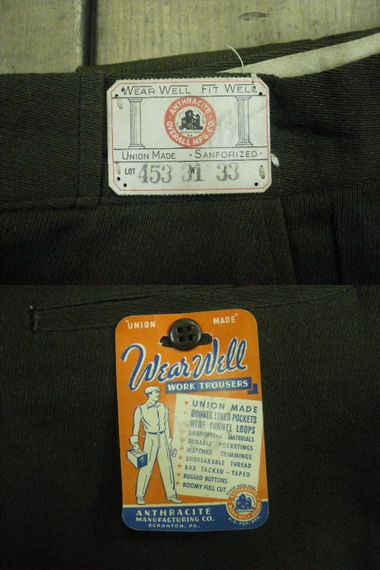 WEAR WELL FIT WELL
ANTHRACITE
OVERALL MFG. CO.
UNION MADE · SANFORIZED ·
LOT 453 W 31 33
"UNION MADE"
Wear Well
WORK TROUSERS
• UNION MADE
• DOUBLE LINED POCKETS
• WIDE TUNNEL LOOPS
• SANFORIZED MATERIALS
• DURABLE POCKETINGS
• MATCHED TRIMMINGS
• UNBREAKABLE THREAD
• BAR TACKED-TAPED
• RUGGED BUTTONS
• ROOMY FULL CUT
ANTHRACITE
MANUFACTURING CO.
SCRANTON, PA.